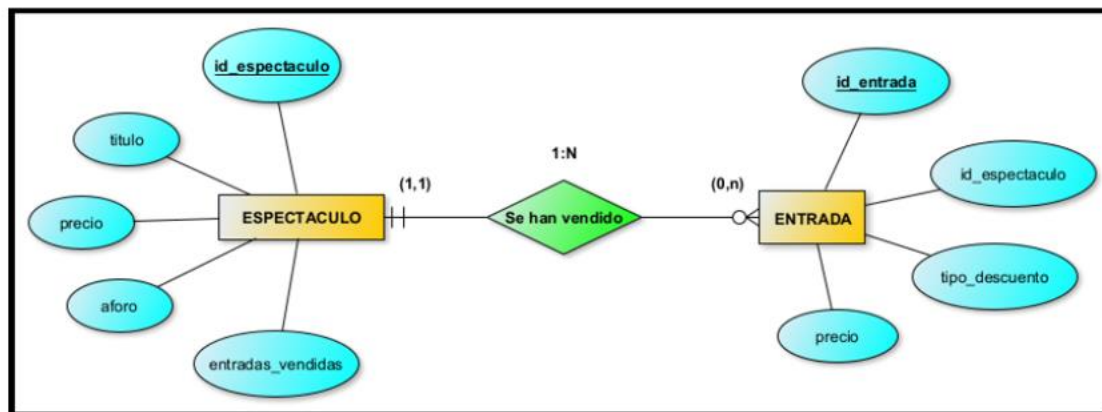 id_espectaculo
titulo
precio
aforo
entradas_vendidas
ESPECTACULO
(1,1)
1:N
Se han vendido
(0,n)
ENTRADA
id_entrada
id_espectaculo
tipo_descuento
precio